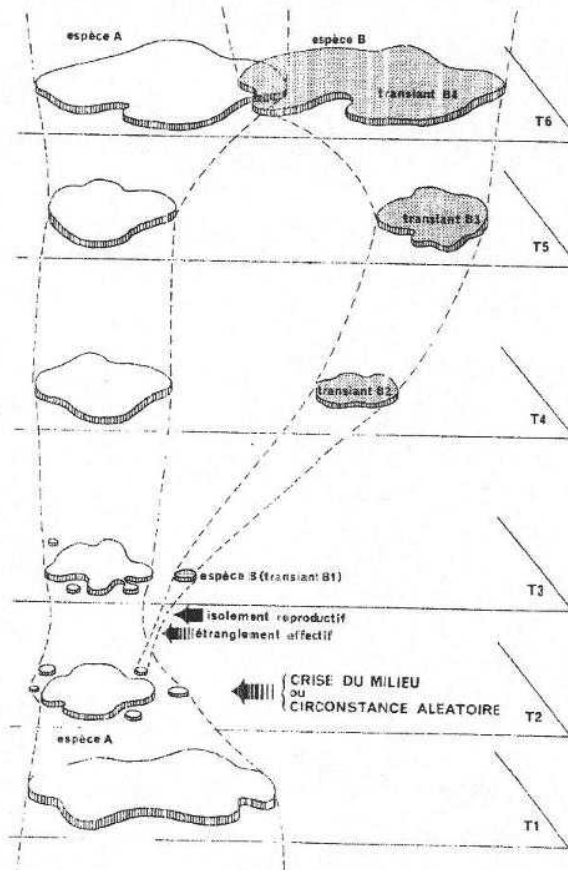 espèce A
espèce B
transiant B4
T6
transiant B3
T5
transiant B2
T4
espèce B (transiant B1)
T3
isolement reproductif
étranglement effectif
CRISE DU MILIEU
ou
CIRCONSTANCE ALEATOIRE
T2
espèce A
T1